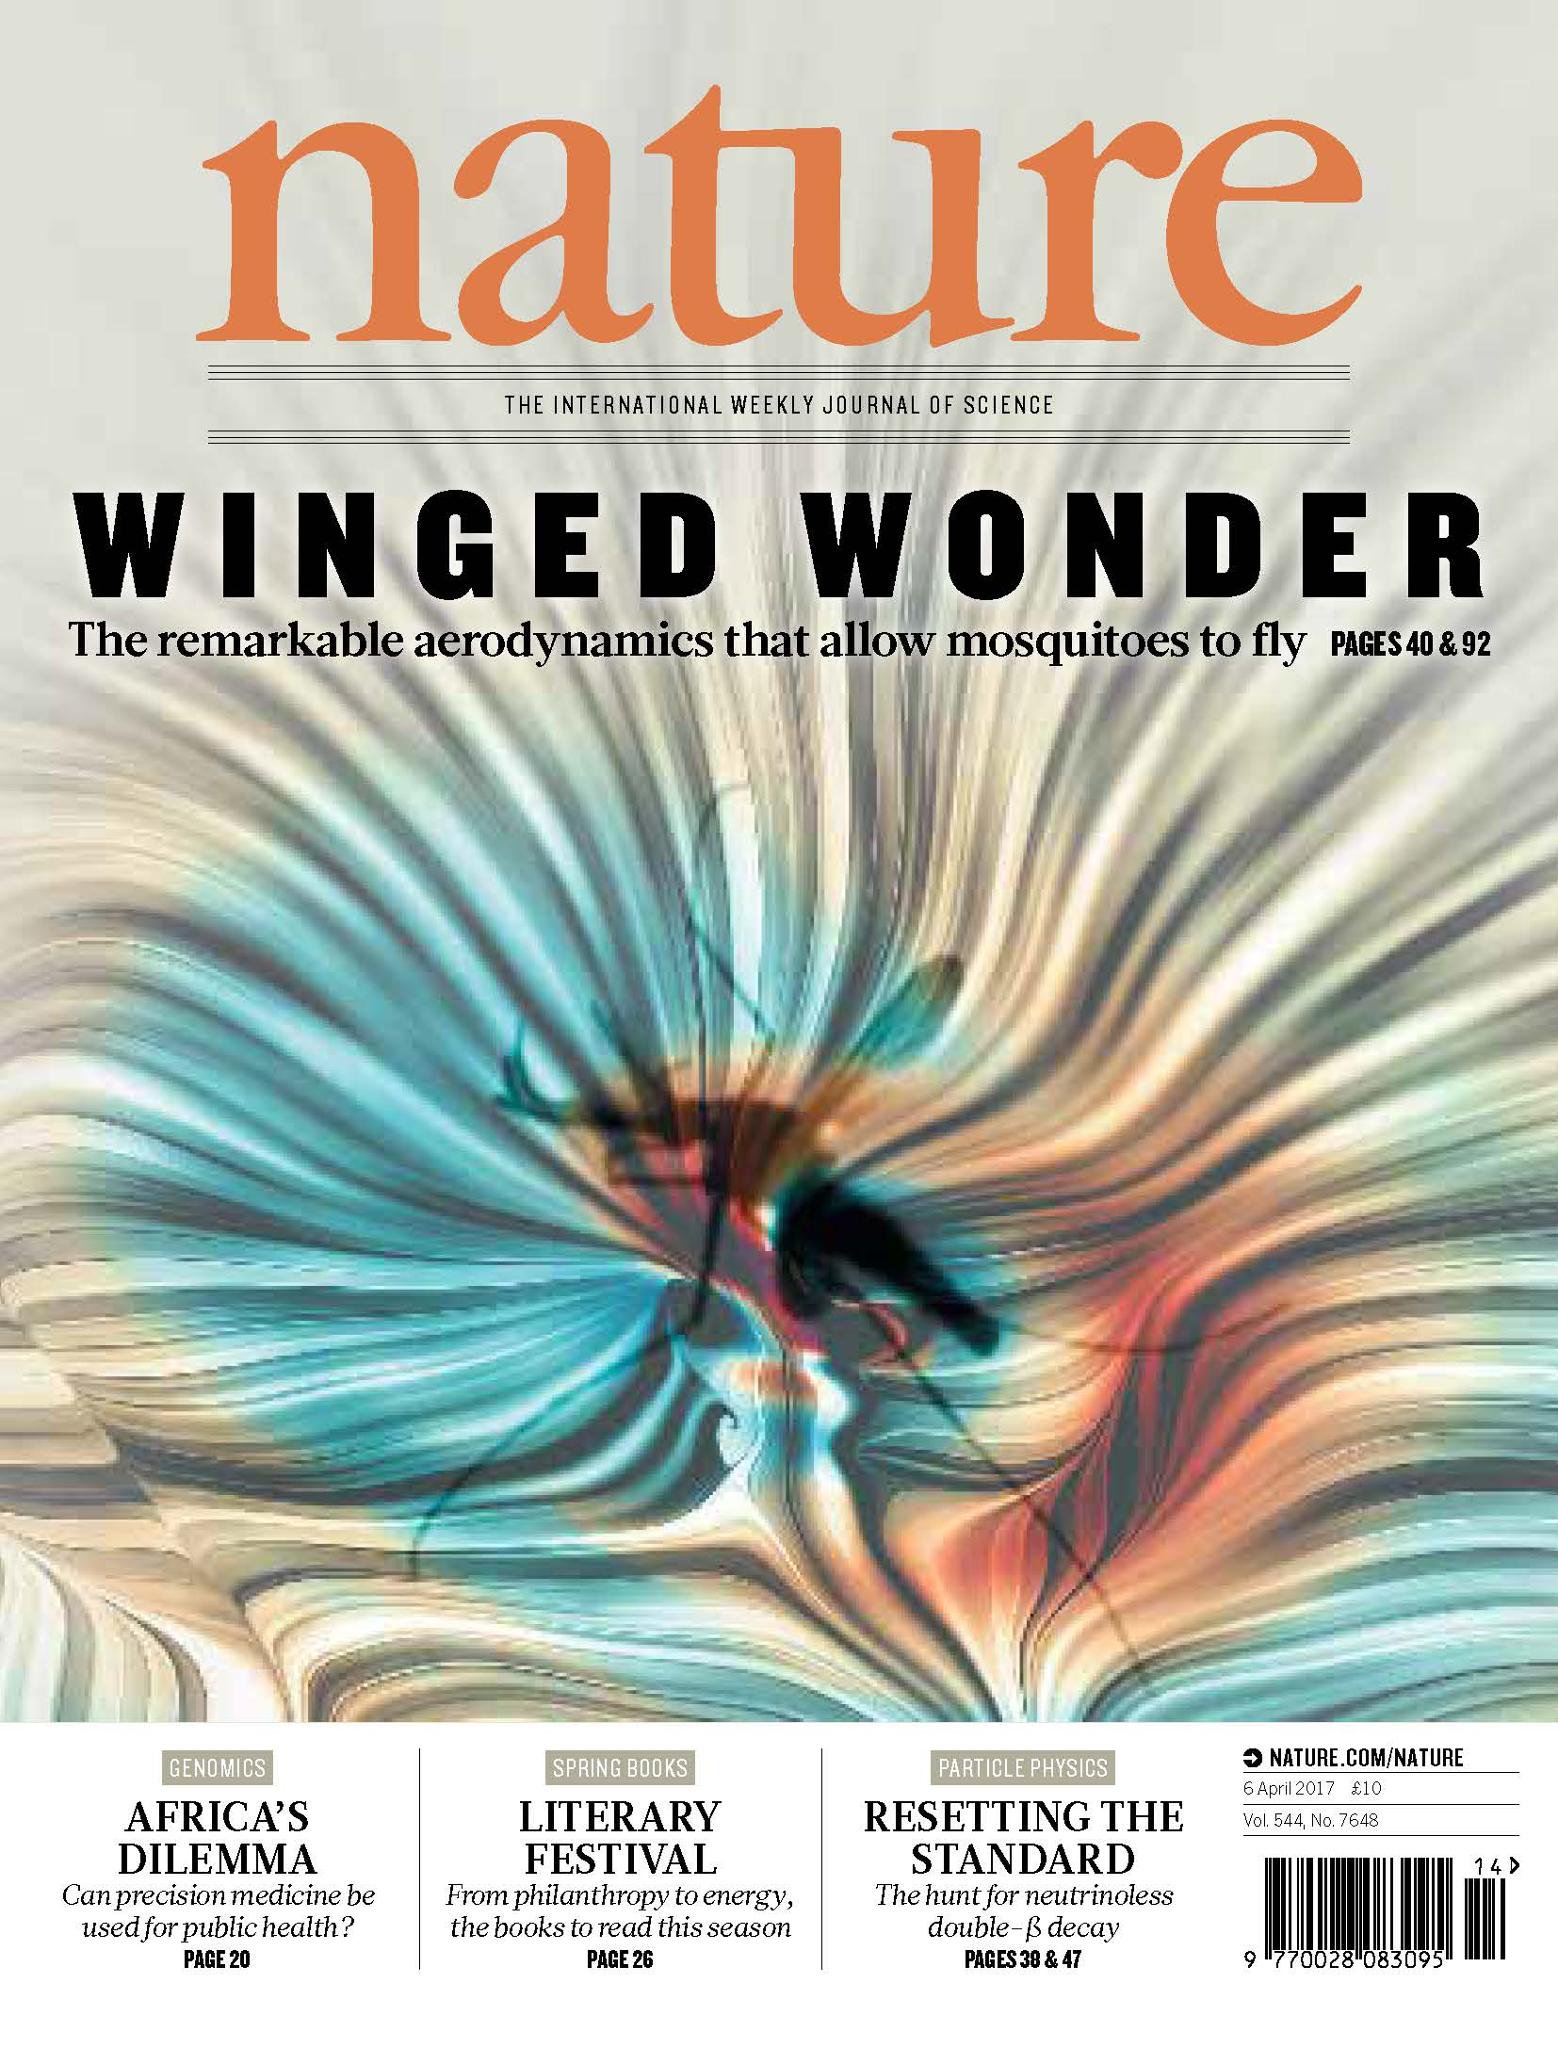 nature
THE INTERNATIONAL WEEKLY JOURNAL OF SCIENCE
WINGED WONDER
The remarkable aerodynamics that allow mosquitoes to fly PAGES 40 & 92
GENOMICS
AFRICA'S
DILEMMA
Can precision medicine be
used for public health?
PAGE 20
SPRING BOOKS
LITERARY
FESTIVAL
From philanthropy to energy,
the books to read this season
PAGE 26
PARTICLE PHYSICS
RESETTING THE
STANDARD
The hunt for neutrinoless
double-β decay
PAGES 38 & 47
NATURE.COM/NATURE
6 April 2017 £10
Vol. 544, No. 7648
14
9 770028 083095